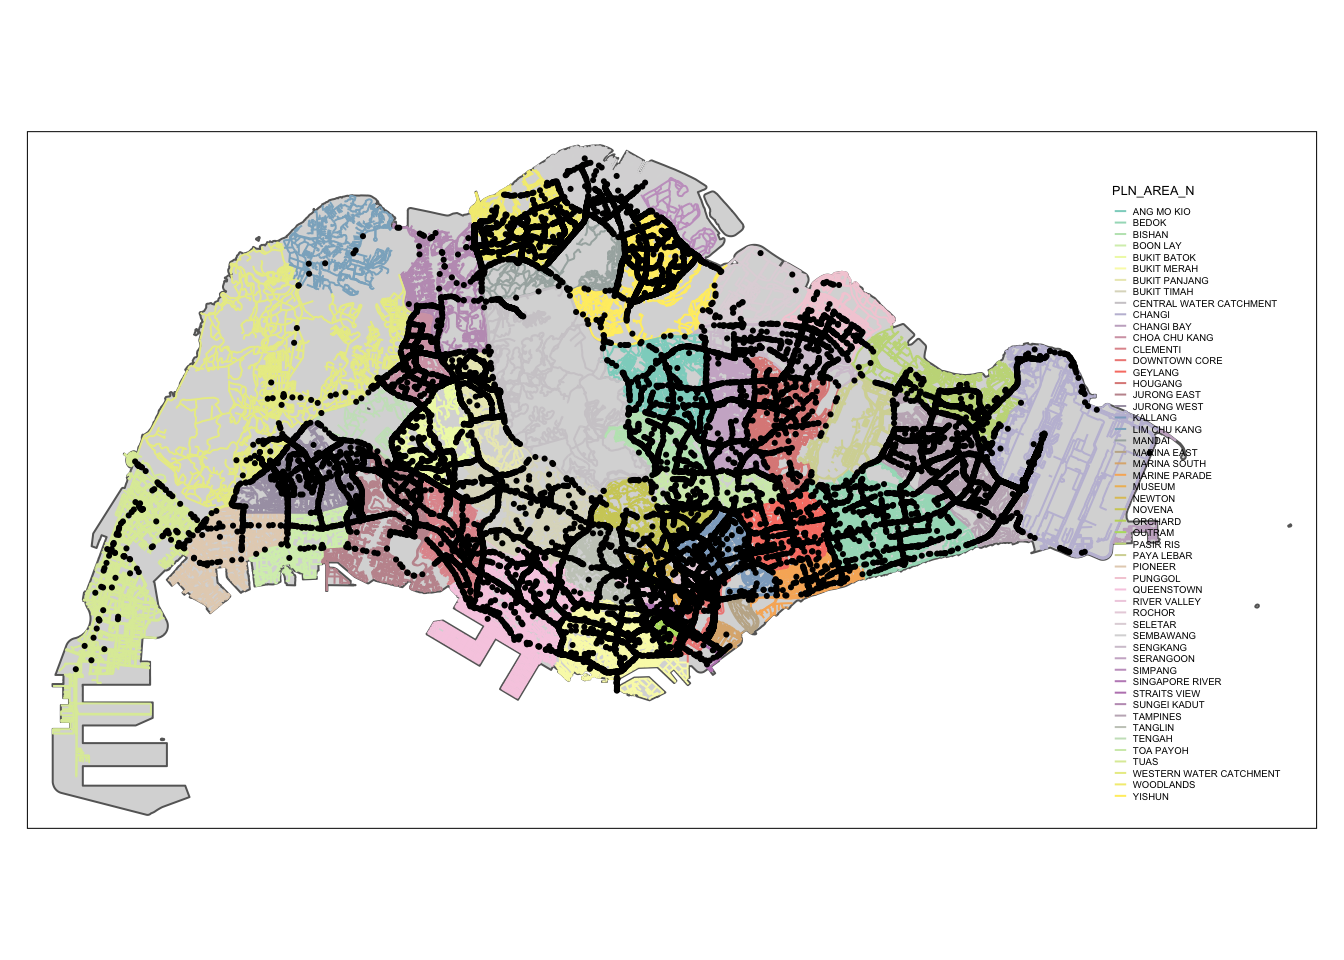 PLN_AREA_N
ANG MO KIO
BEDOK
BISHAN
BOON LAY
BUKIT BATOK
BUKIT MERAH
BUKIT PANJANG
BUKIT TIMAH
CENTRAL WATER CATCHMENT
CHANGI
CHANGI BAY
CHOA CHU KANG
CLEMENTI
DOWNTOWN CORE
GEYLANG
HOUGANG
JURONG EAST
JURONG WEST
KALLANG
LIM CHU KANG
MANDAI
MARINA EAST
MARINA SOUTH
MARINE PARADE
MUSEUM
NEWTON
NOVENA
ORCHARD
OUTRAM
PASIR RIS
PAYA LEBAR
PIONEER
PUNGGOL
QUEENSTOWN
RIVER VALLEY
ROCHOR
SELETAR
SEMBAWANG
SENGKANG
SERANGOON
SIMPANG
SINGAPORE RIVER
STRAITS VIEW
SUNGEI KADUT
TAMPINES
TANGLIN
TENGAH
TOA PAYOH
TUAS
WESTERN WATER CATCHMENT
WOODLANDS
YISHUN